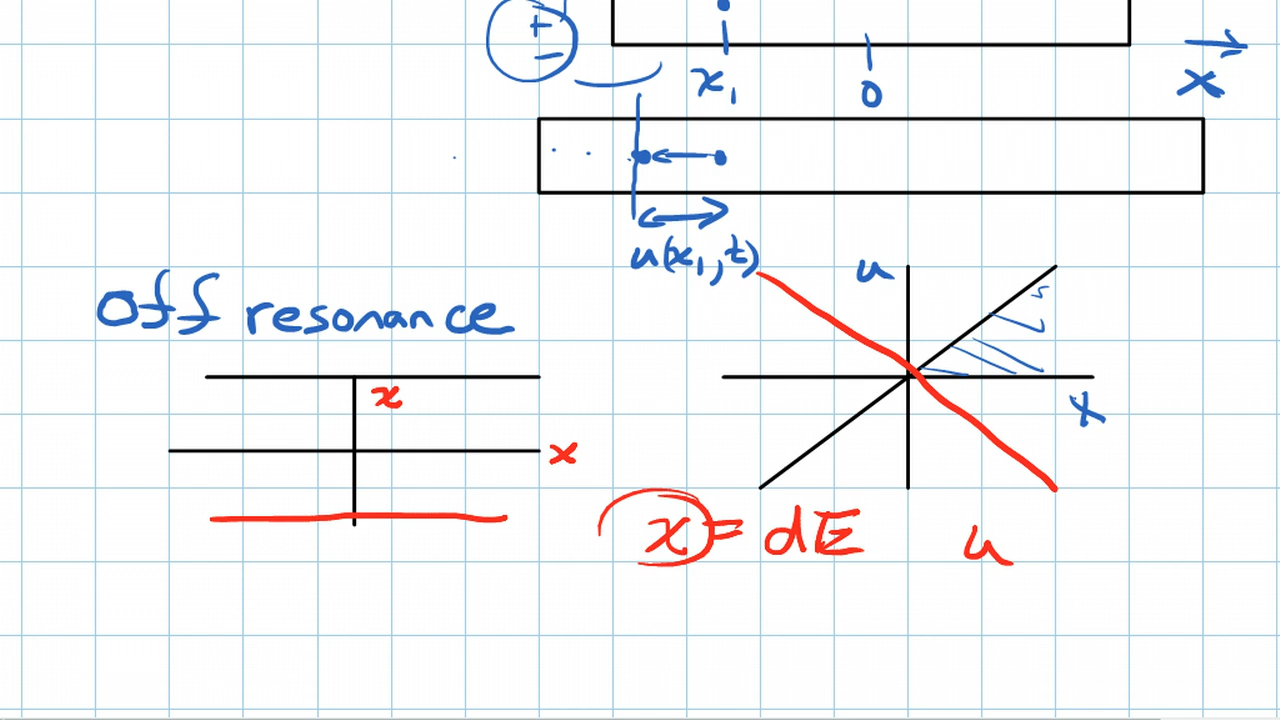 +
−
x₁ 0 x
u(x₁,t)
u
Off resonance
x
x
x
x = dE u